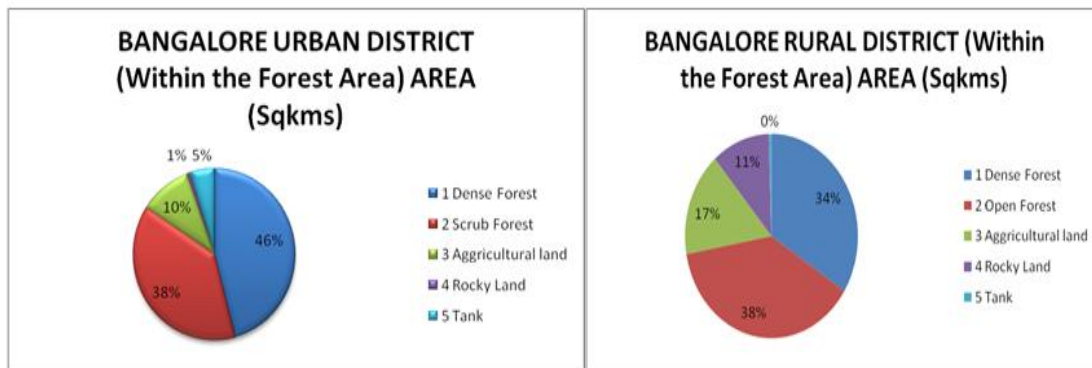 BANGALORE URBAN DISTRICT
(Within the Forest Area) AREA
(Sqkms)
1%
5%
10%
46%
38%
1 Dense Forest
2 Scrub Forest
3 Aggricultural land
4 Rocky Land
5 Tank
BANGALORE RURAL DISTRICT (Within
the Forest Area) AREA (Sqkms)
0%
11%
34%
17%
38%
1 Dense Forest
2 Open Forest
3 Aggricultural land
4 Rocky Land
5 Tank